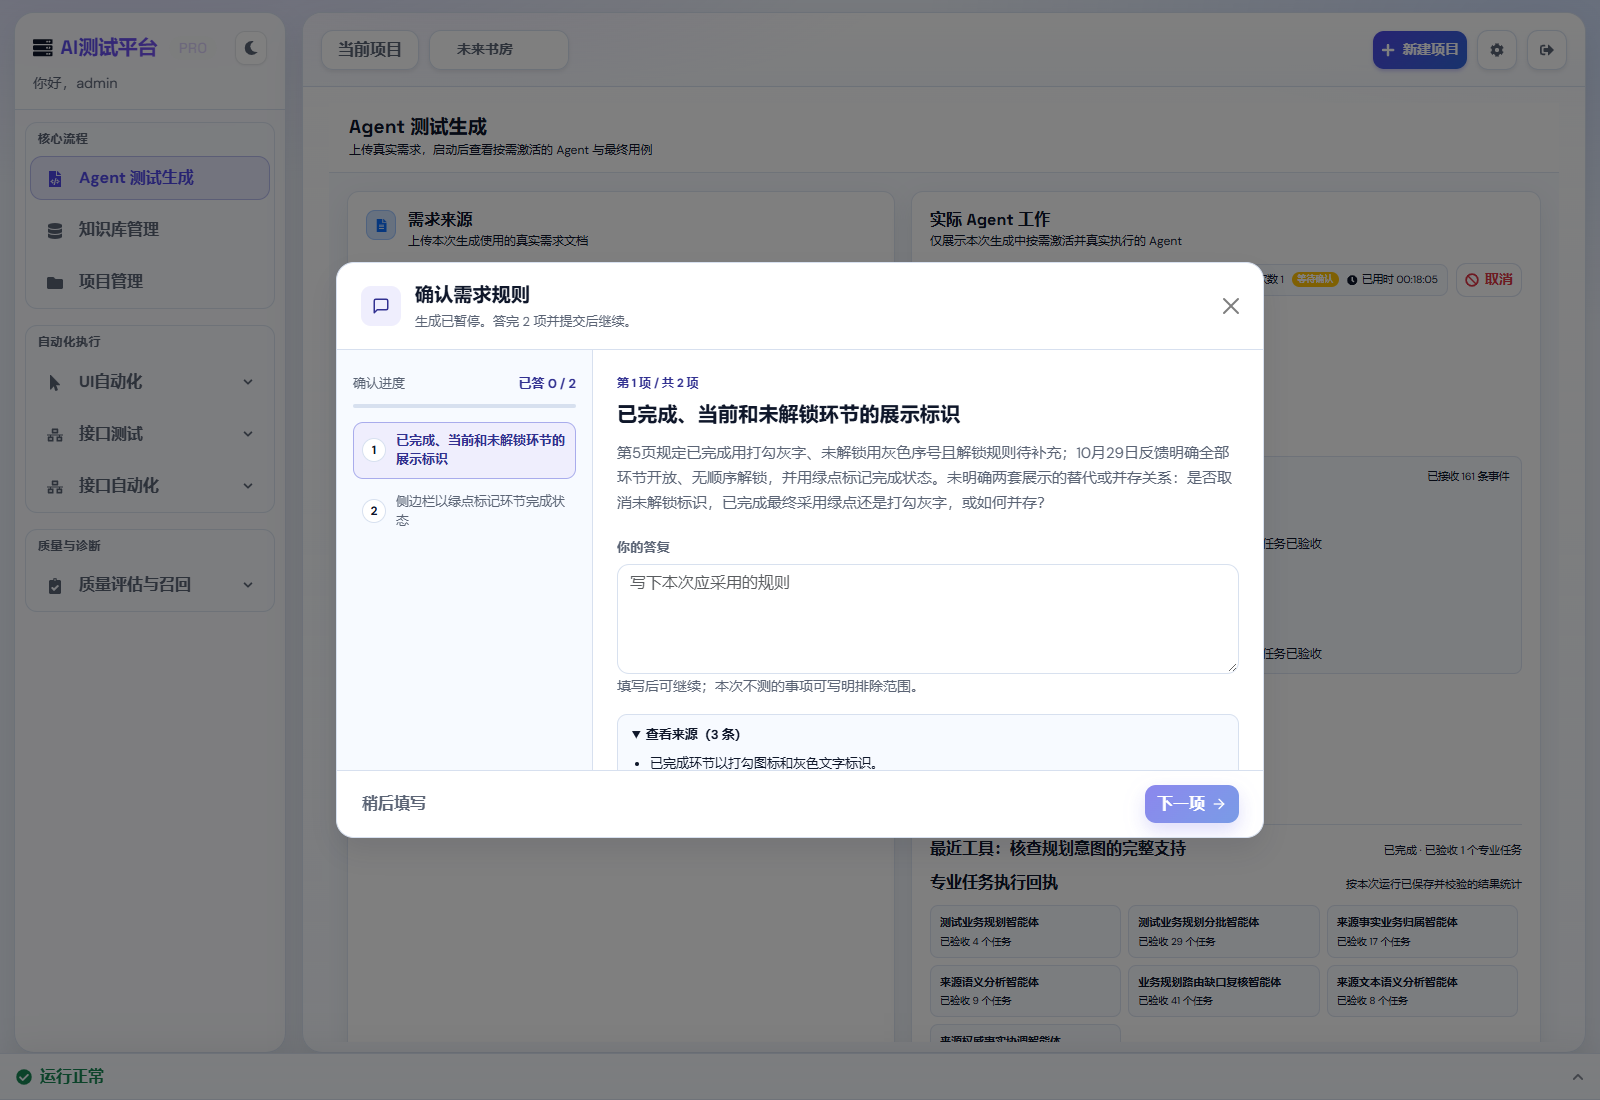 AI测试平台 PRO
你好，admin
核心流程
Agent 测试生成
知识库管理
项目管理
自动化执行
UI自动化
接口测试
接口自动化
质量与诊断
质量评估与召回
当前项目
未来书房
新建项目
Agent 测试生成
上传真实需求，启动后查看按需激活的 Agent 与最终用例
需求来源
上传本次生成使用的真实需求文档
实际 Agent 工作
仅展示本次生成中按需激活并真实执行的 Agent
数 1 等待确认 已用时 00:18:05 取消
已接收 161 条事件
任务已验收
任务已验收
确认需求规则
生成已暂停。答完 2 项并提交后继续。
确认进度 已答 0 / 2
1 已完成、当前和未解锁环节的
展示标识
2 侧边栏以绿点标记环节完成状
态
第 1 项 / 共 2 项
已完成、当前和未解锁环节的展示标识
第5页规定已完成用打勾灰字、未解锁用灰色序号且解锁规则待补充；10月29日反馈明确全部
环节开放、无顺序解锁，并用绿点标记完成状态。未明确两套展示的替代或并存关系：是否取
消未解锁标识，已完成最终采用绿点还是打勾灰字，或如何并存？
你的答复
写下本次应采用的规则
填写后可继续；本次不测的事项可写明排除范围。
▼ 查看来源（3 条）
• 已完成环节以打勾图标和灰色文字标识。
稍后填写
下一项 →
最近工具：核查规划意图的完整支持
已完成 · 已验收 1 个专业任务
专业任务执行回执
按本次运行已保存并校验的结果统计
测试业务规划智能体
已验收 4 个任务
测试业务规划分批智能体
已验收 29 个任务
来源事实业务归属智能体
已验收 17 个任务
来源语义分析智能体
已验收 9 个任务
业务规划路由缺口复核智能体
已验收 41 个任务
来源文本语义分析智能体
已验收 8 个任务
来源权威事实协调智能体
运行正常